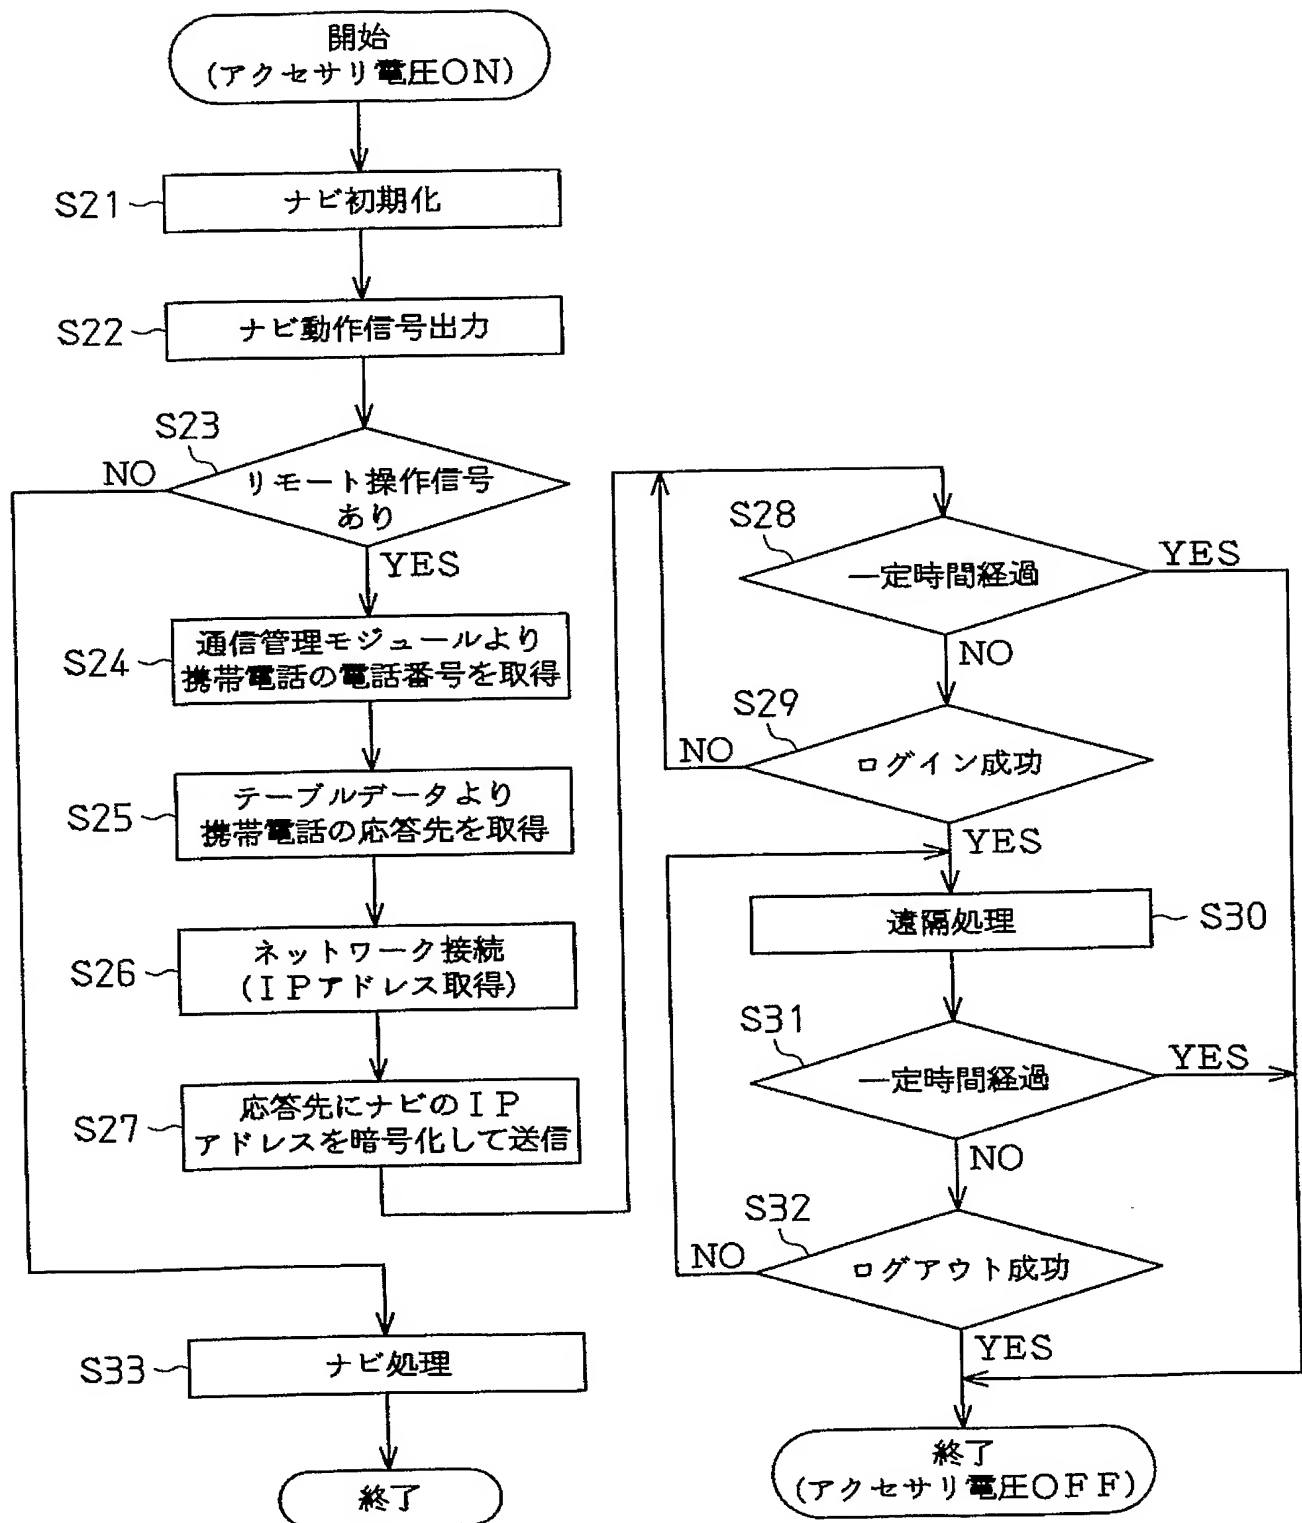 開始
(アクセサリ電圧ON)
S21
ナビ初期化
S22
ナビ動作信号出力
S23
NO
リモート操作信号
あり
YES
S24
通信管理モジュールより
携帯電話の電話番号を取得
S25
テーブルデータより
携帯電話の応答先を取得
S26
ネットワーク接続
(IPアドレス取得)
S27
応答先にナビのIP
アドレスを暗号化して送信
S33
ナビ処理
終了
S28
一定時間経過
YES
NO
S29
NO
ログイン成功
YES
遠隔処理
S30
S31
一定時間経過
YES
NO
S32
NO
ログアウト成功
YES
終了
(アクセサリ電圧OFF)